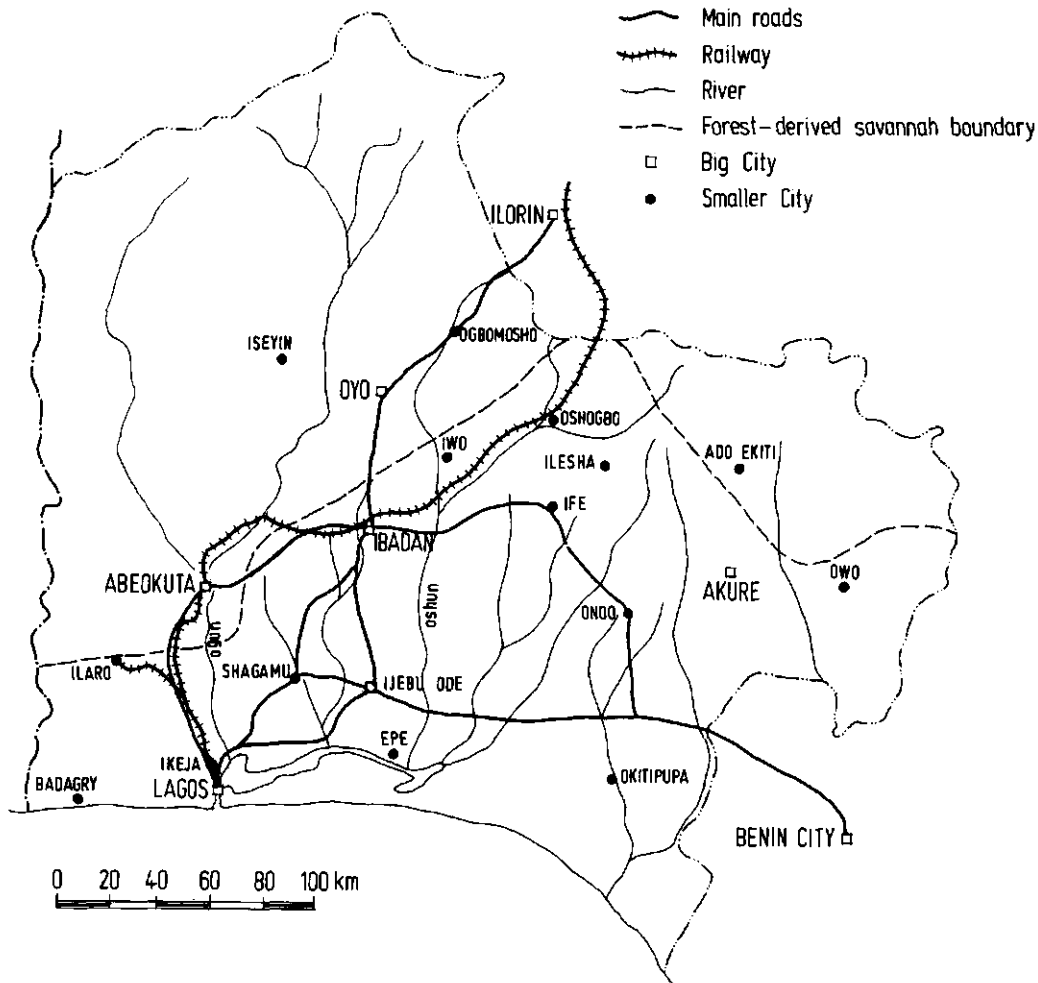 Main roads
Railway
River
Forest-derived savannah boundary
Big City
Smaller City
ILORIN
OGBOMOSHO
ISEYIN
OYO
OSHOGBO
IWO
ILESHA
ADO EKITI
IFE
IBADAN
ABEOKUTA
AKURE
OWO
oshun
ONDO
ogun
ILARO
SHAGAMU
IJEBU ODE
EPE
IKEJA
OKITIPUPA
BADAGRY
LAGOS
BENIN CITY
0 20 40 60 80 100 km